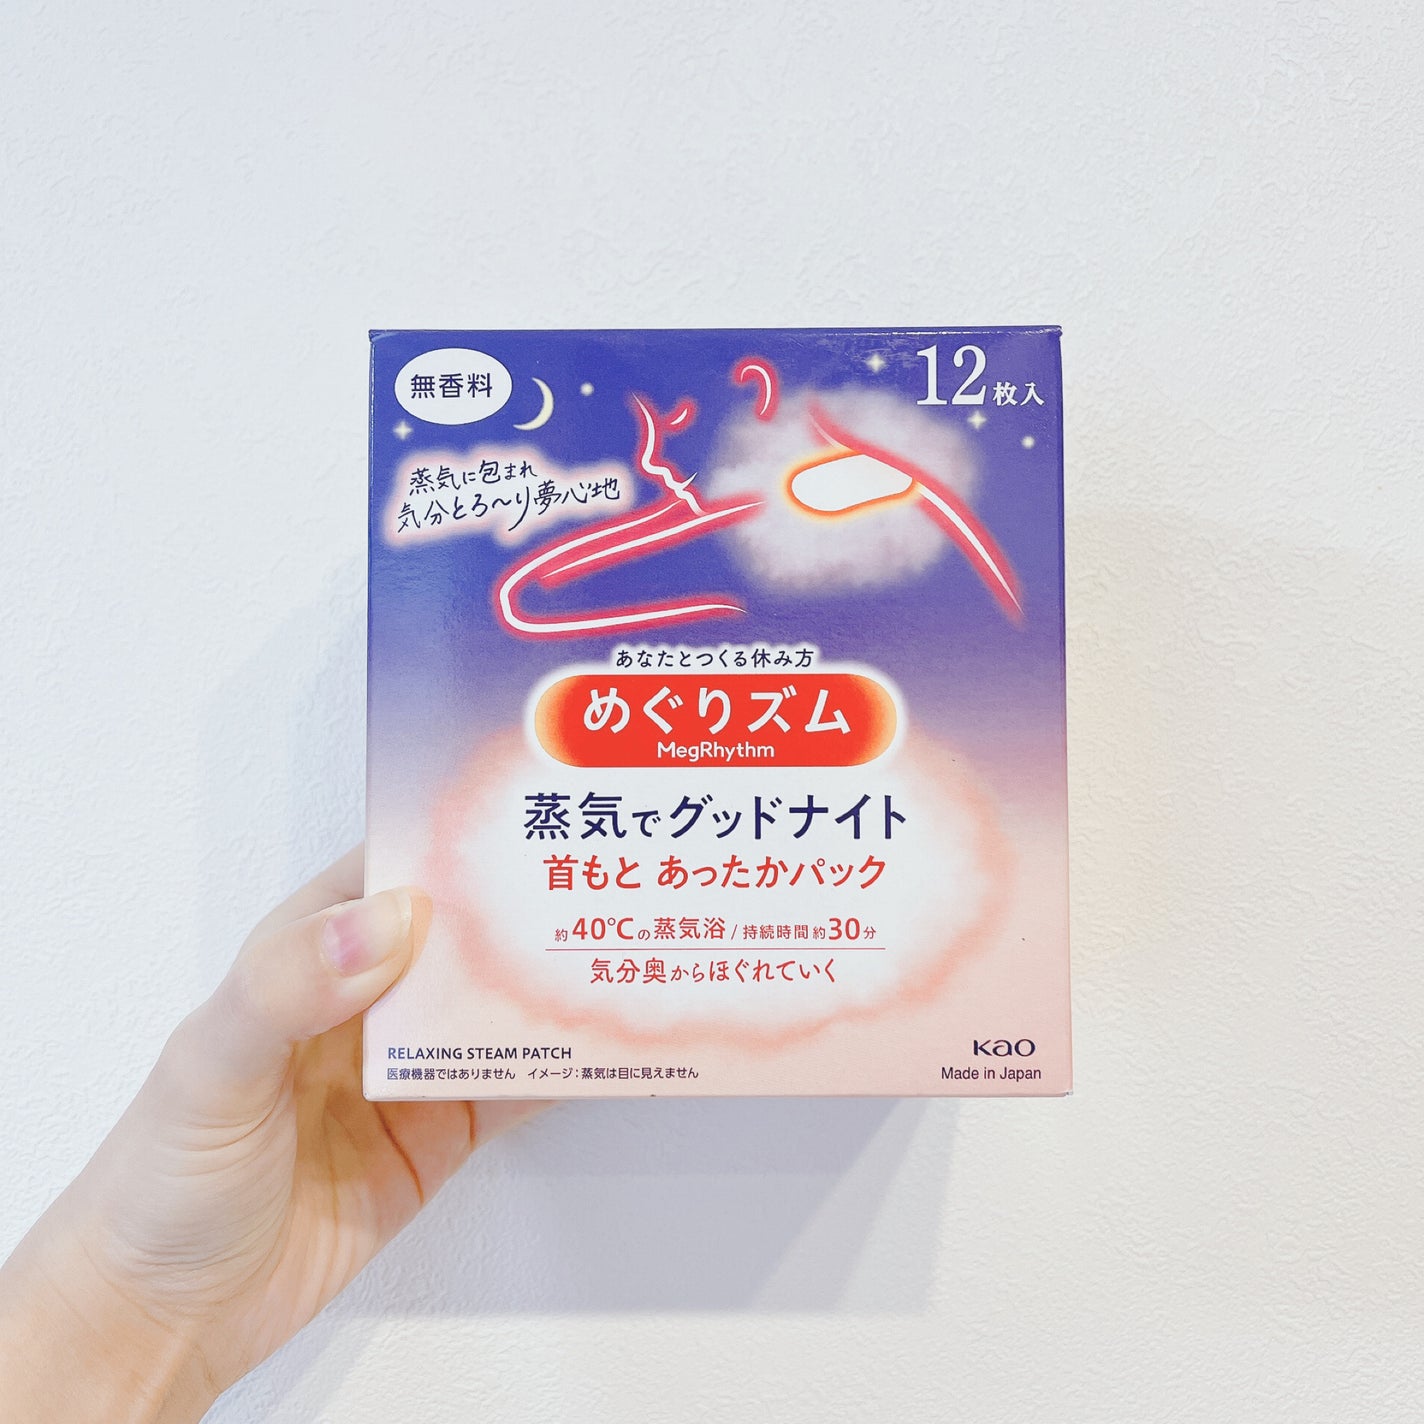 無香料
12枚入
蒸気に包まれ
気分とろ〜り夢心地
あなたとつくる休み方
めぐりズム
MegRhythm
蒸気でグッドナイト
首もと あったかパック
約40℃の蒸気浴/持続時間約30分
気分奥からほぐれていく
RELAXING STEAM PATCH
医療機器ではありません イメージ:蒸気は目に見えません
Kao
Made in Japan